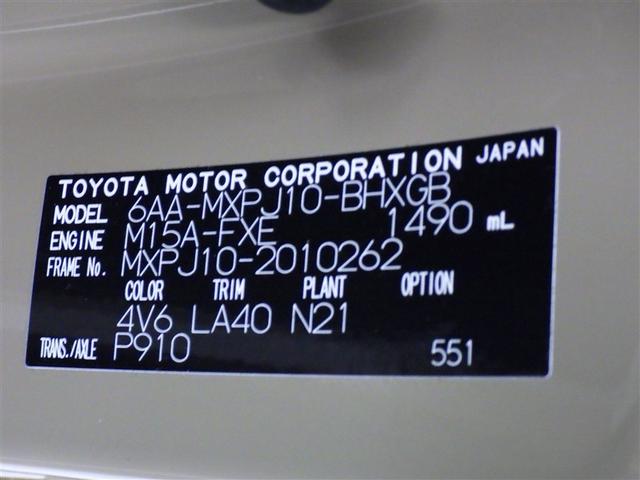 TOYOTA MOTOR CORPORATION JAPAN
MODEL 6AA-MXPJ10-BHXGB
ENGINE M15A-FXE 1490 mL
FRAME No. MXPJ10-2010262
COLOR TRIM PLANT OPTION
4V6 LA40 N21
TRANS./AXLE P910 551